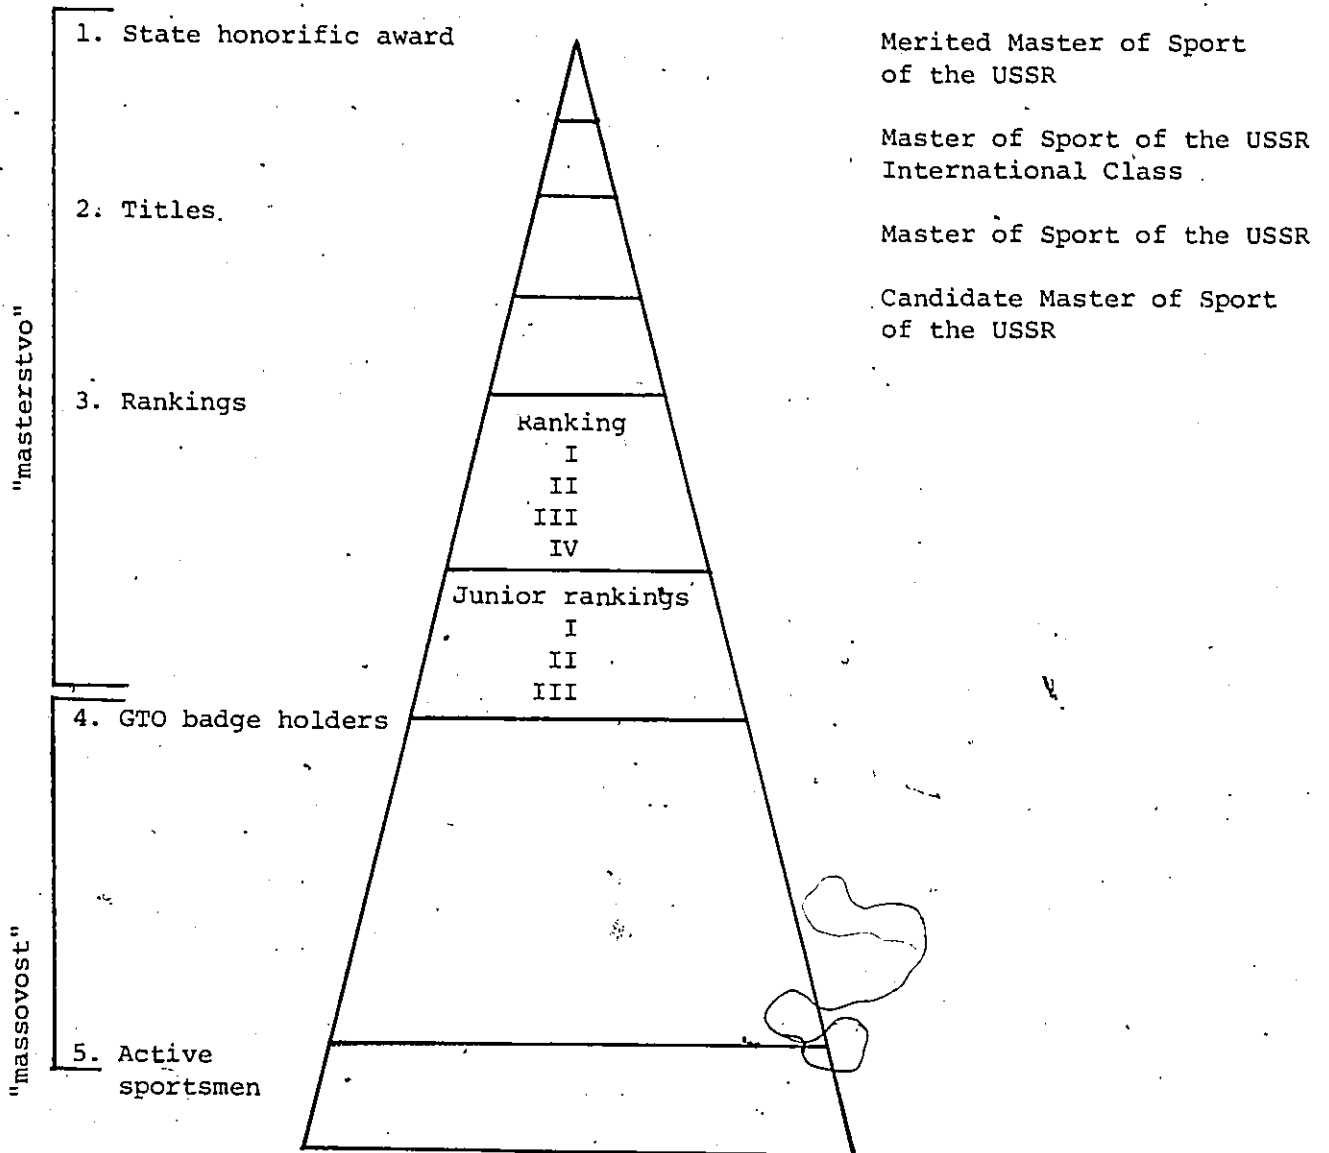 1. State honorific award
Merited Master of Sport
of the USSR
Master of Sport of the USSR
International Class
2. Titles
Master of Sport of the USSR
Candidate Master of Sport
of the USSR
"masterstvo"
3. Rankings
Ranking
I
II
III
IV
Junior rankings
I
II
III
4. GTO badge holders
"massovost"
5. Active
sportsmen